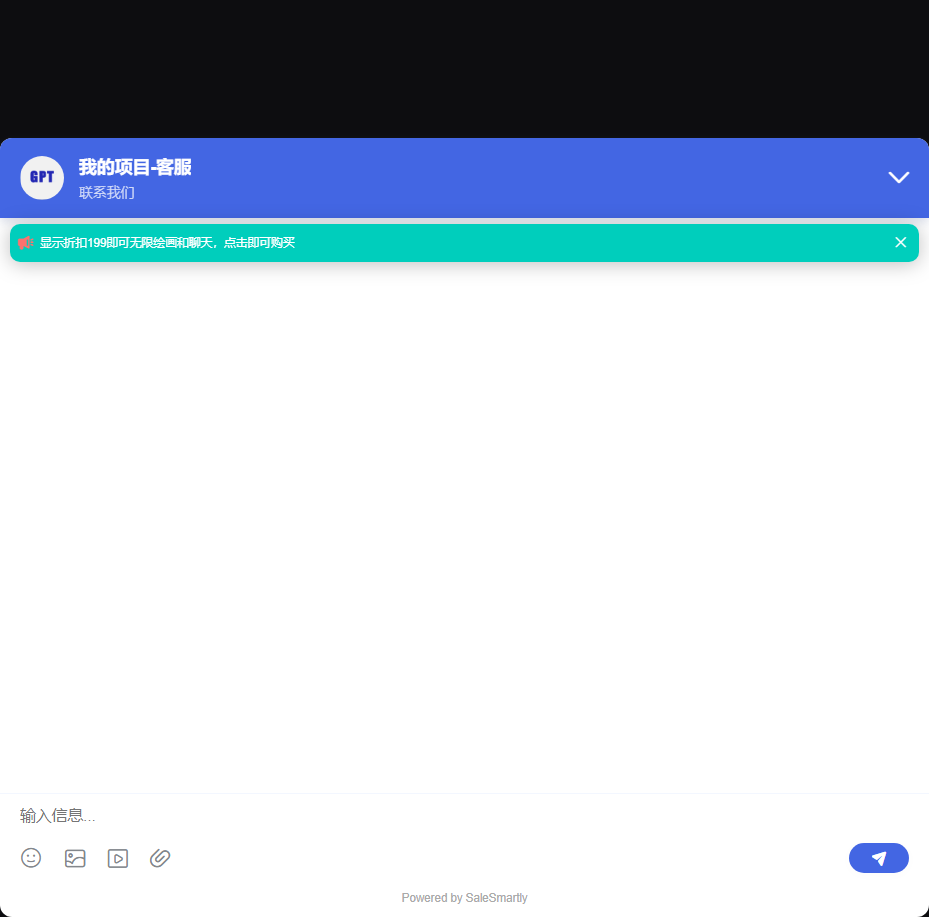 GPT
我的项目-客服
联系我们
显示折扣199即可无限绘画和聊天，点击即可购买
输入信息...
Powered by SaleSmartly